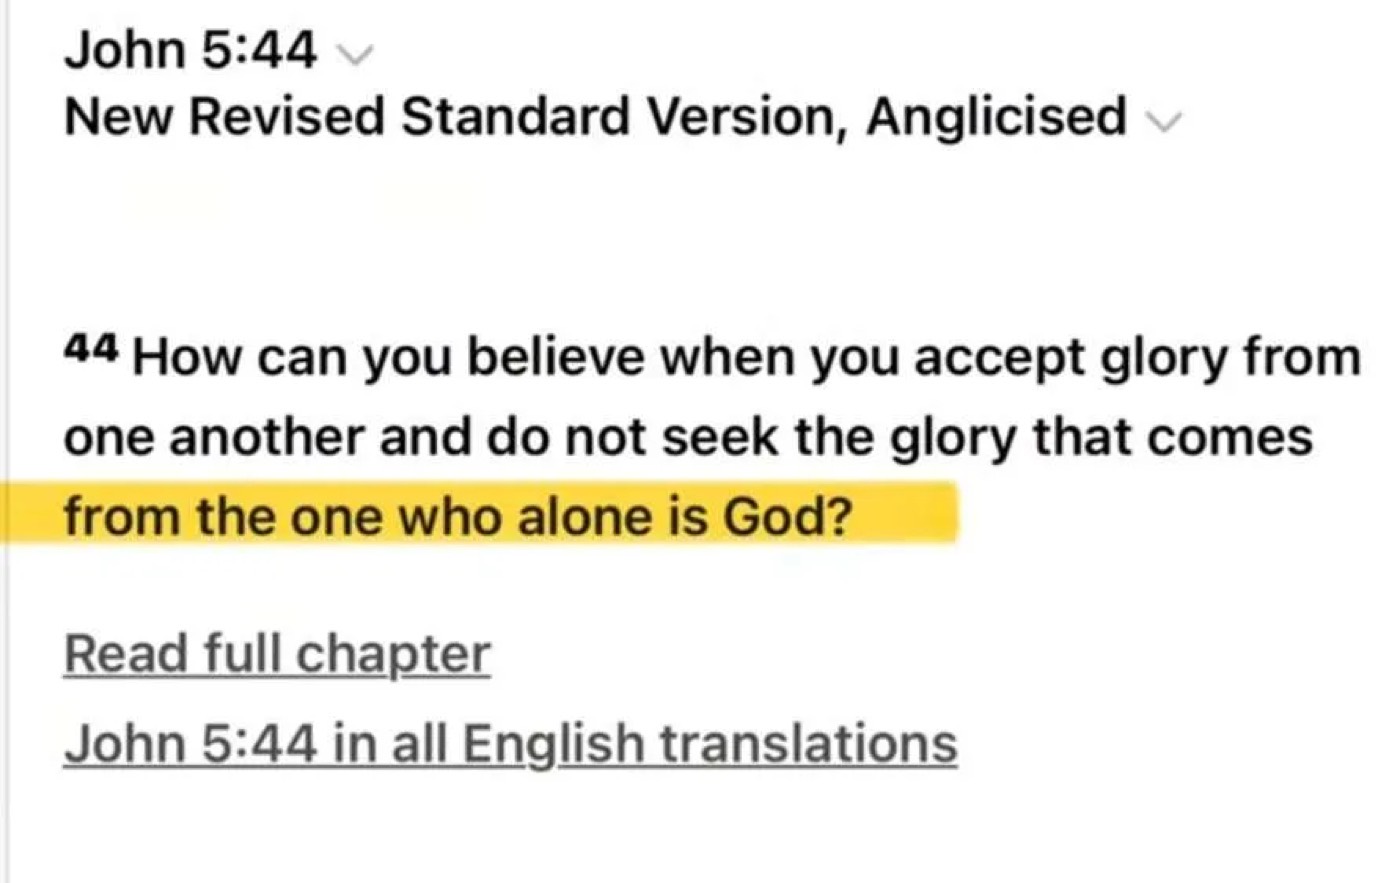 John 5:44
New Revised Standard Version, Anglicised
44 How can you believe when you accept glory from
one another and do not seek the glory that comes
from the one who alone is God?
Read full chapter
John 5:44 in all English translations